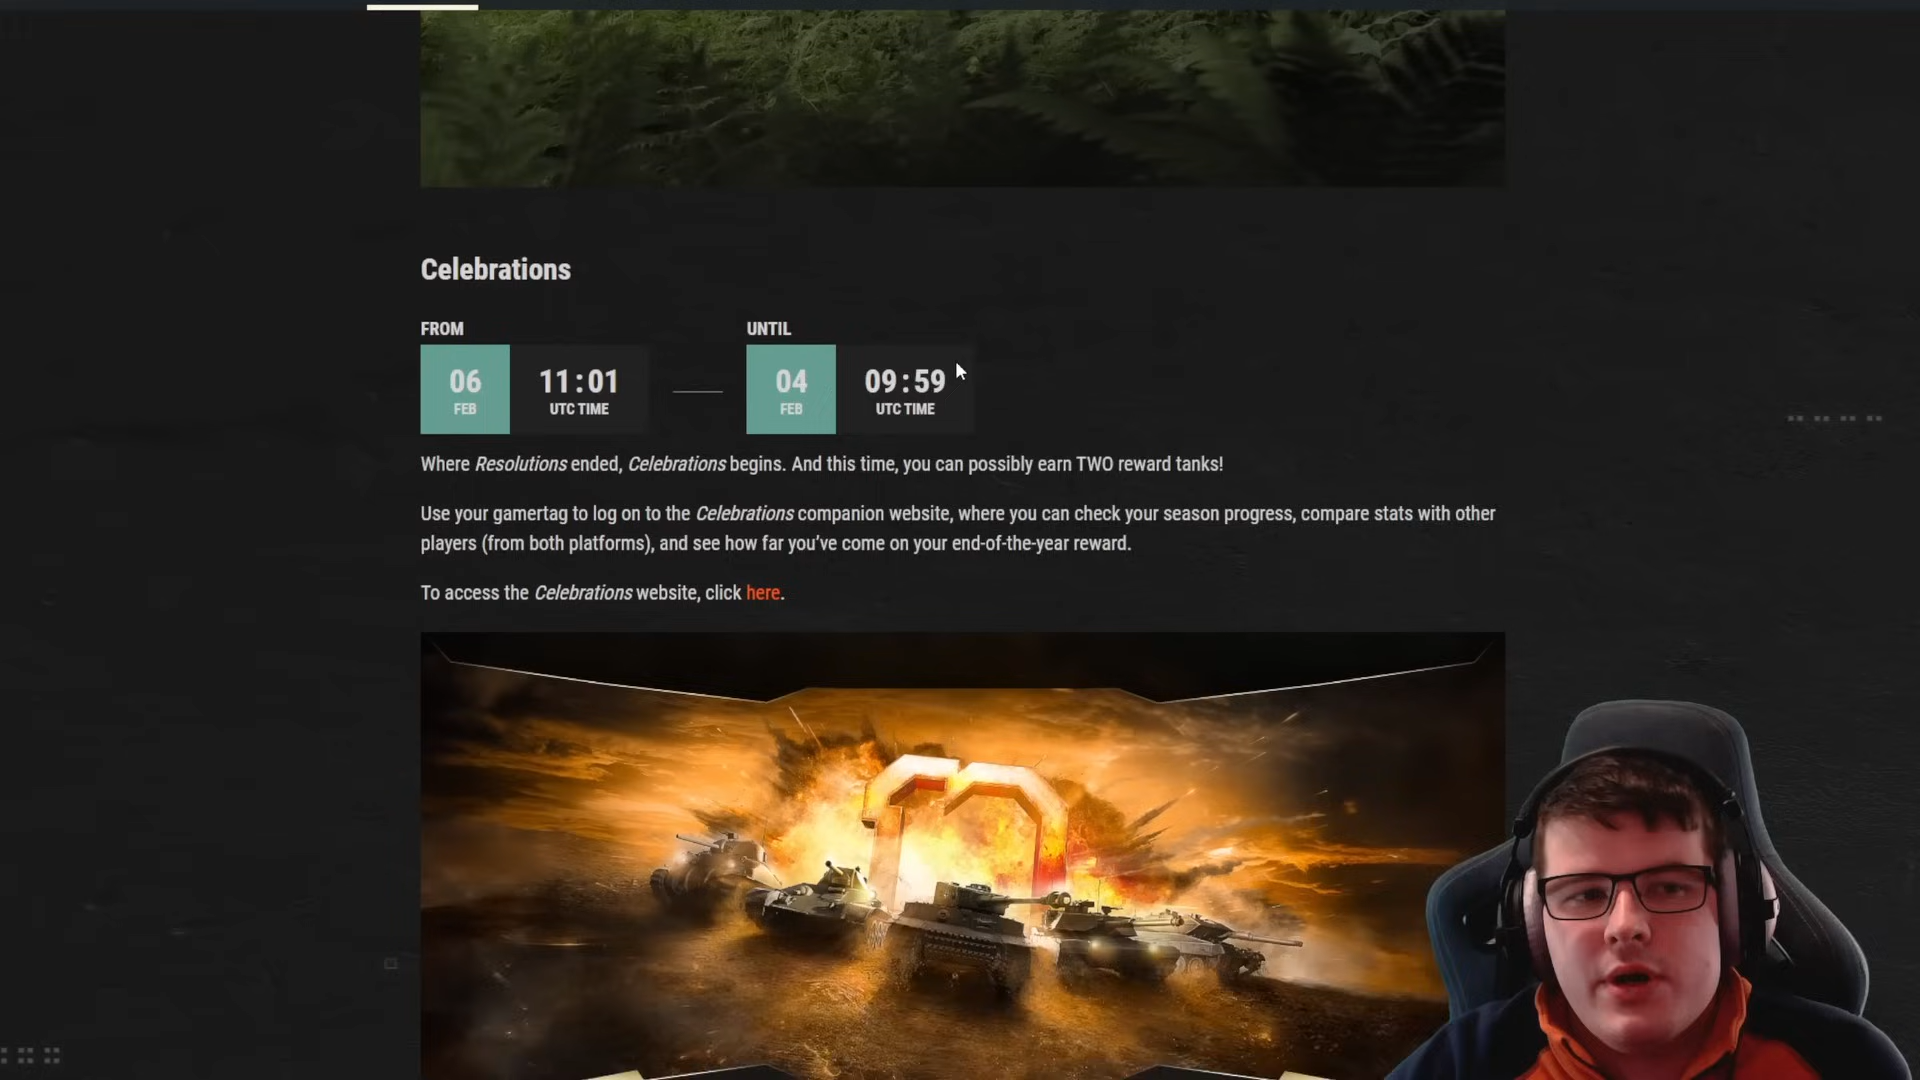 Celebrations
FROM
UNTIL
06
FEB
11:01
UTC TIME
04
FEB
09:59
UTC TIME
Where Resolutions ended, Celebrations begins. And this time, you can possibly earn TWO reward tanks!
Use your gamertag to log on to the Celebrations companion website, where you can check your season progress, compare stats with other
players (from both platforms), and see how far you’ve come on your end-of-the-year reward.
To access the Celebrations website, click here.
10